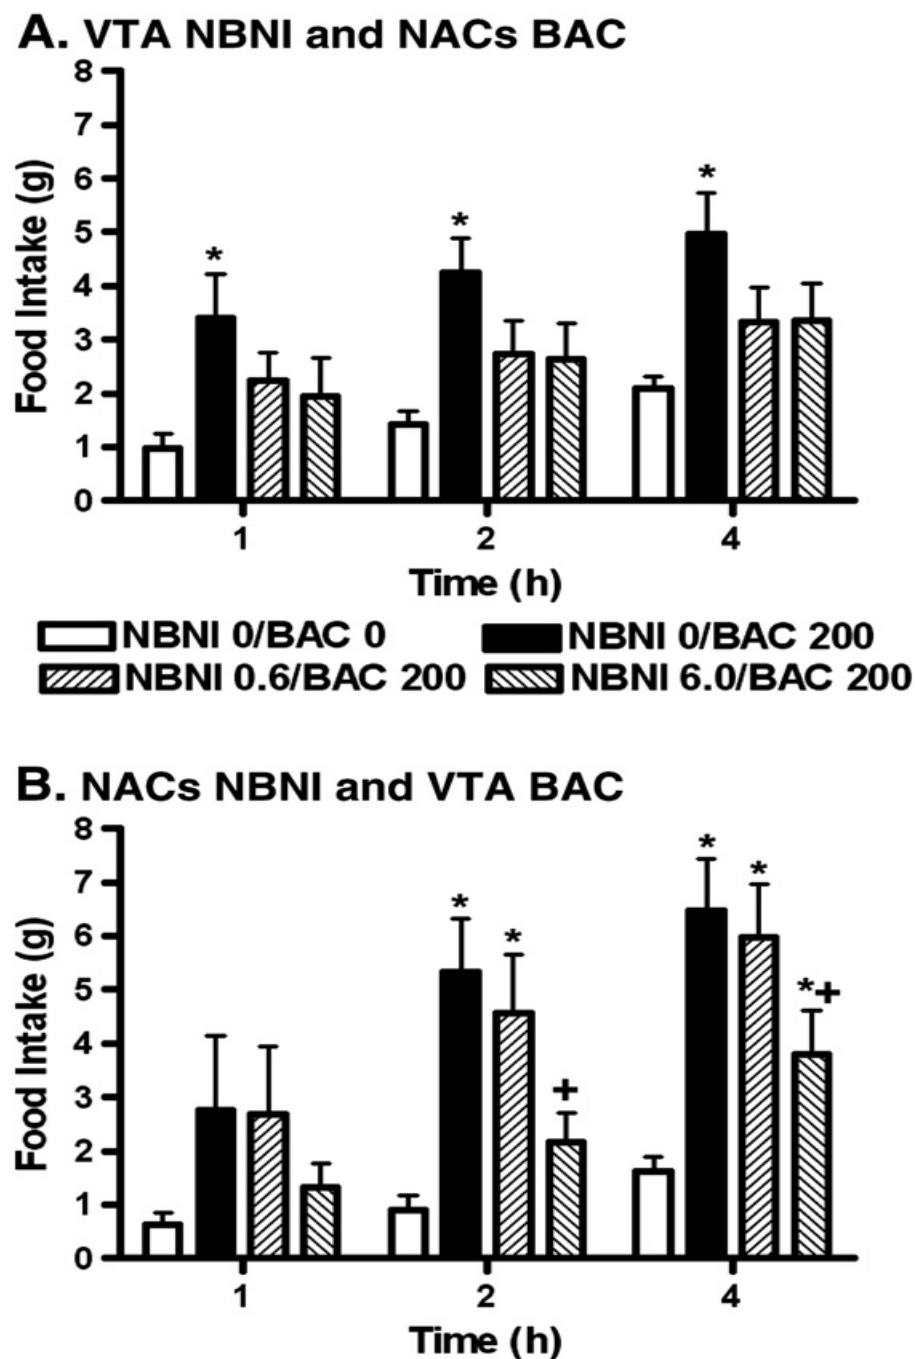 A. VTA NBNI and NACs BAC
8
7
6
5
4
3
2
1
0
Food Intake (g)
*
*
*
1 2 4
Time (h)
NBNI 0/BAC 0 NBNI 0/BAC 200
NBNI 0.6/BAC 200 NBNI 6.0/BAC 200
B. NACs NBNI and VTA BAC
8
7
6
5
4
3
2
1
0
Food Intake (g)
*
*
+
*
*
*+
1 2 4
Time (h)